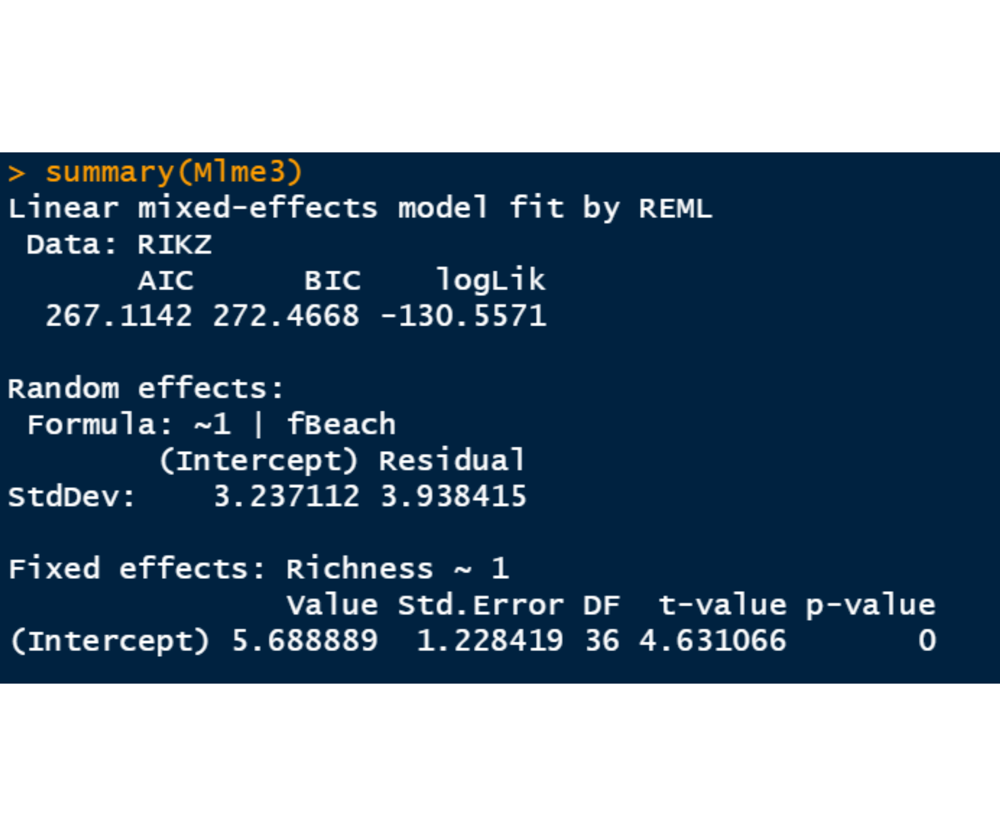 > summary(Mlme3)
Linear mixed-effects model fit by REML
Data: RIKZ
AIC BIC logLik
267.1142 272.4668 -130.5571
Random effects:
Formula: ~1 | fBeach
(Intercept) Residual
StdDev: 3.237112 3.938415
Fixed effects: Richness ~ 1
Value Std.Error DF t-value p-value
(Intercept) 5.688889 1.228419 36 4.631066 0